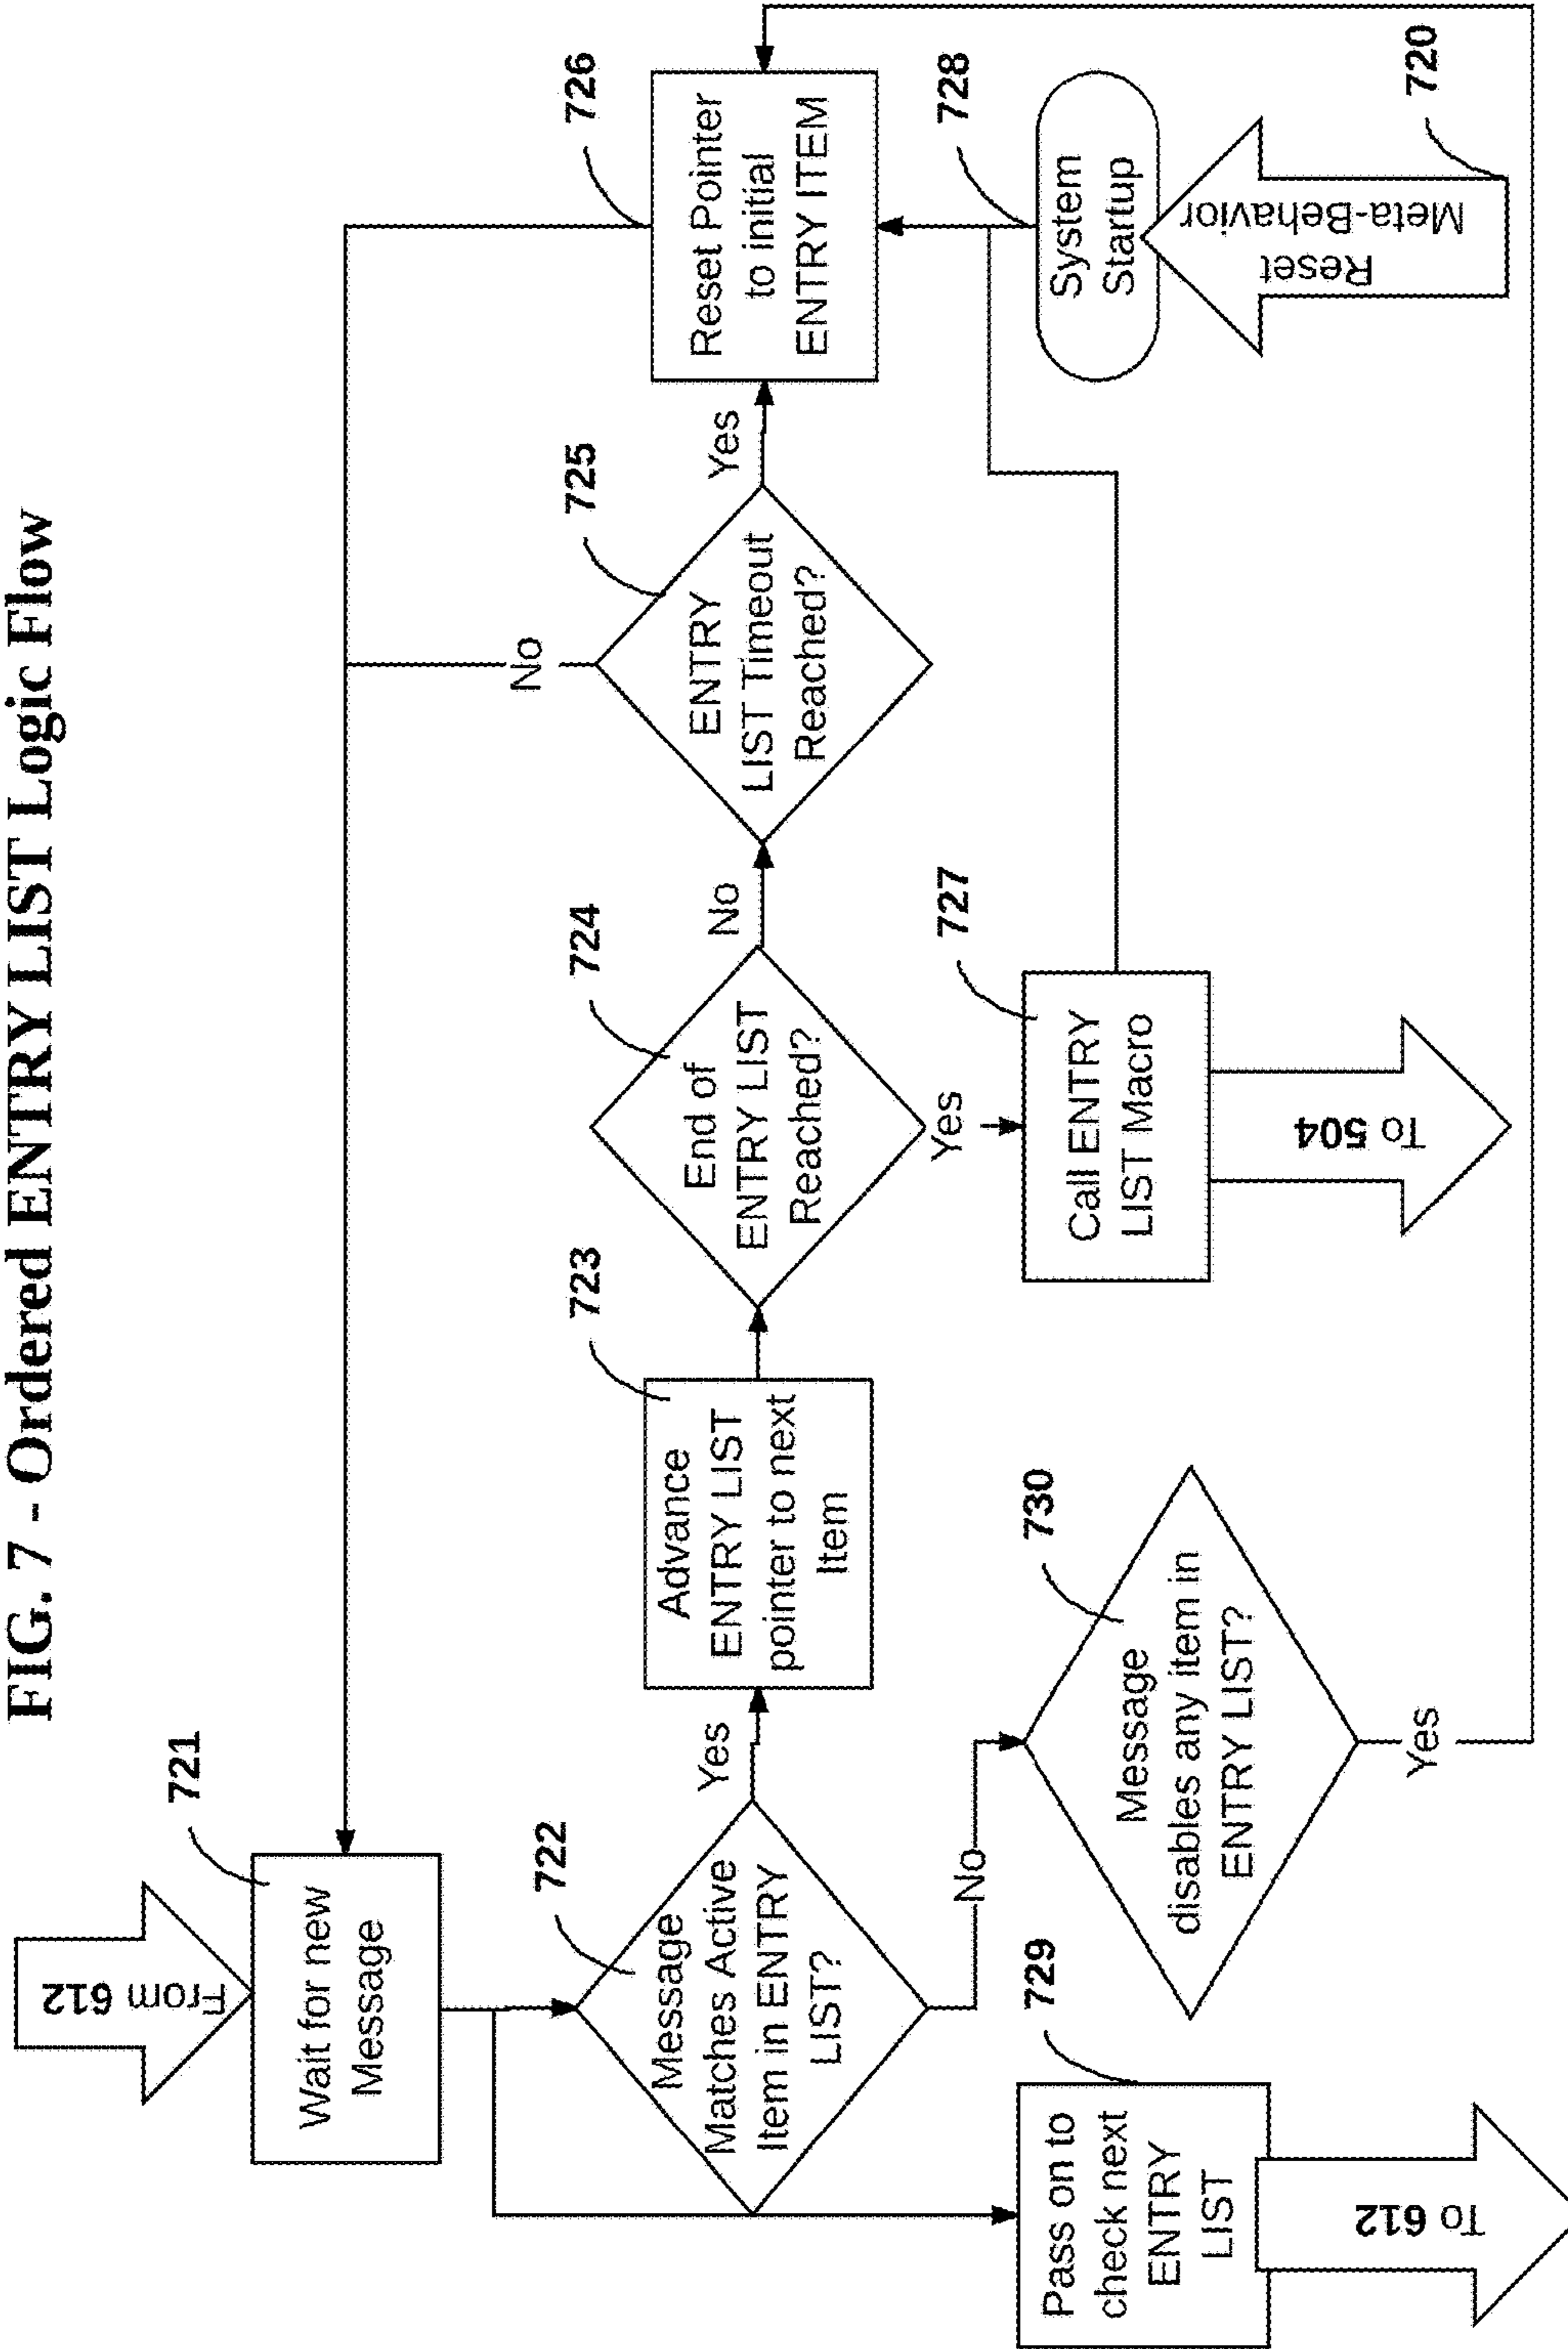 FIG. 7 - Ordered ENTRY LIST Logic Flow
From 612
721
Wait for new
Message
722
Message
Matches Active
Item in ENTRY
LIST?
Yes
No
723
Advance
ENTRY LIST
pointer to next
Item
724
End of
ENTRY LIST
Reached?
No
Yes
725
ENTRY
LIST Timeout
Reached?
No
Yes
726
Reset Pointer
to initial
ENTRY ITEM
729
Pass on to
check next
ENTRY
LIST
To 612
730
Message
disables any item in
ENTRY LIST?
Yes
727
Call ENTRY
LIST Macro
To 504
728
System
Startup
720
Reset
Meta-Behavior